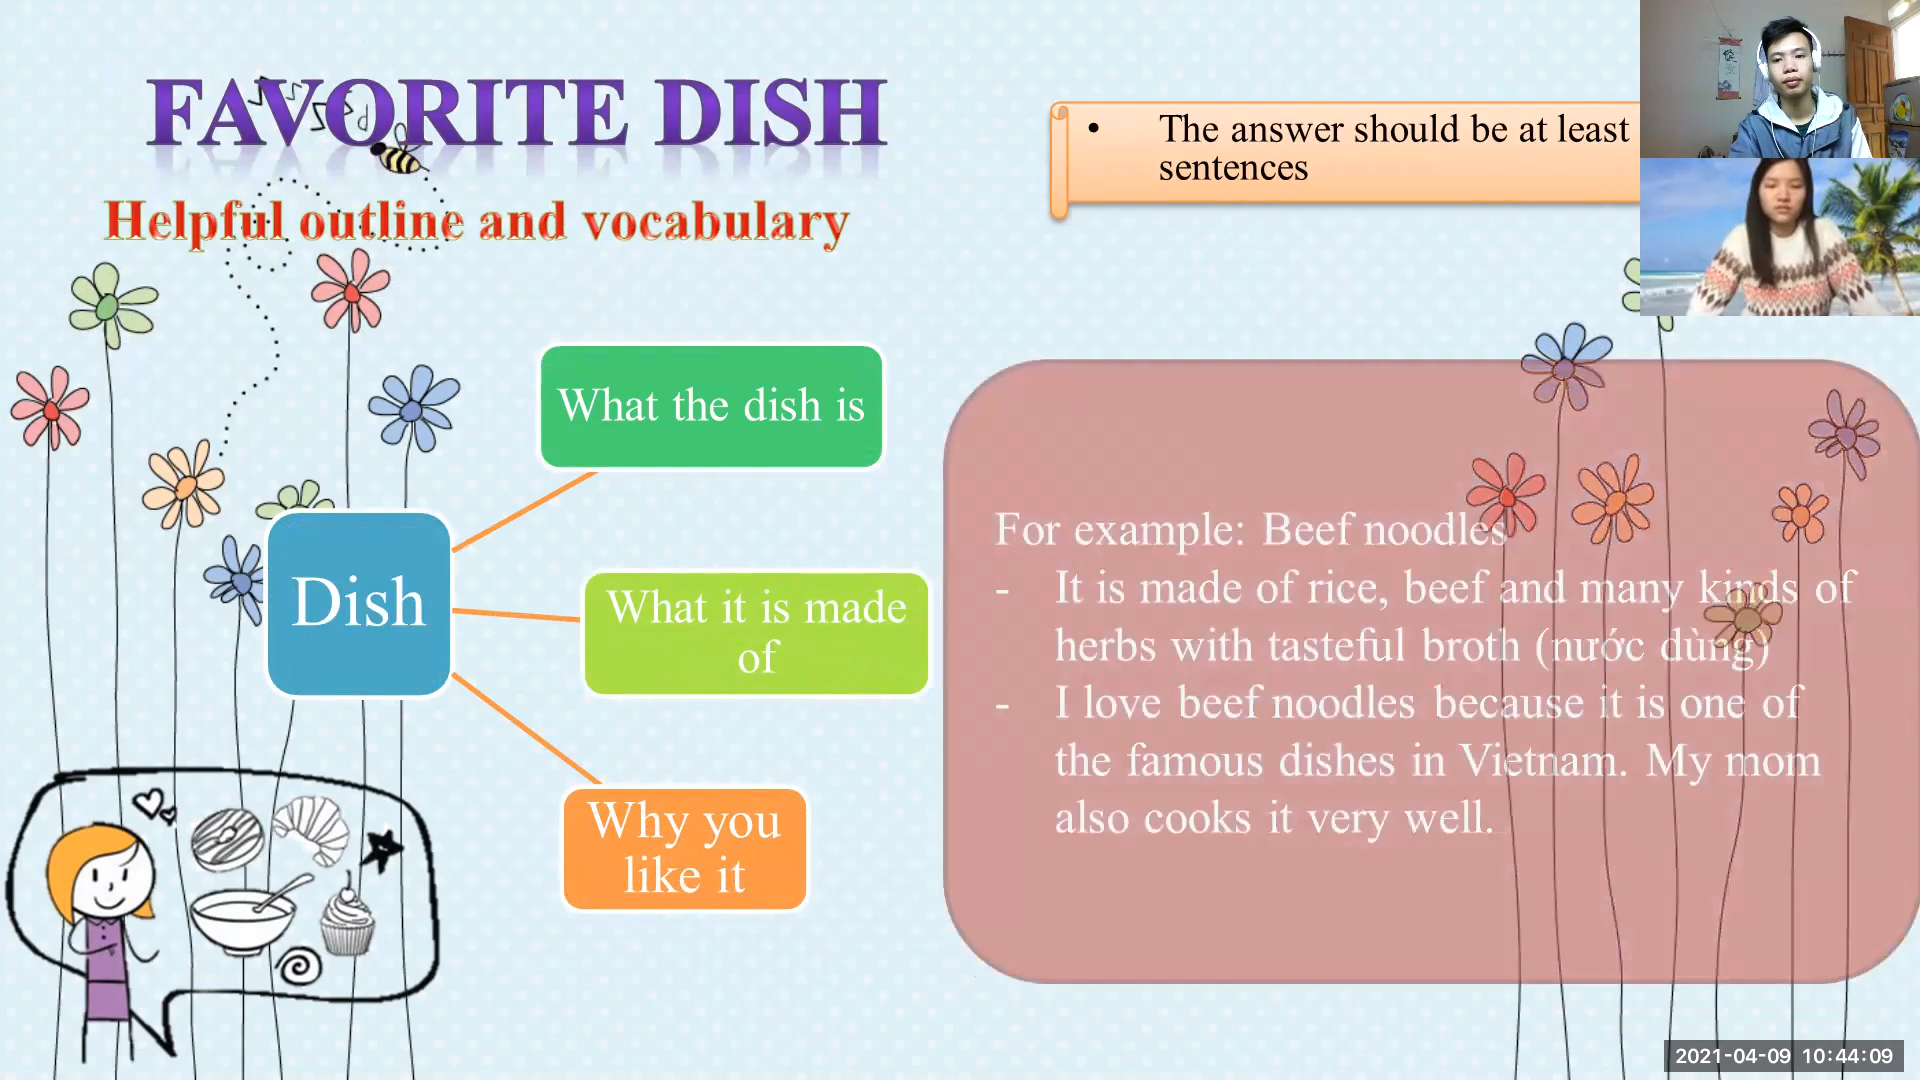 FAVORITE DISH
Helpful outline and vocabulary
• The answer should be at least
sentences
Dish
What the dish is
What it is made
of
Why you
like it
For example: Beef noodles
- It is made of rice, beef and many kinds of
herbs with tasteful broth (nước dùng)
- I love beef noodles because it is one of
the famous dishes in Vietnam. My mom
also cooks it very well.
2021-04-09 10:44:09